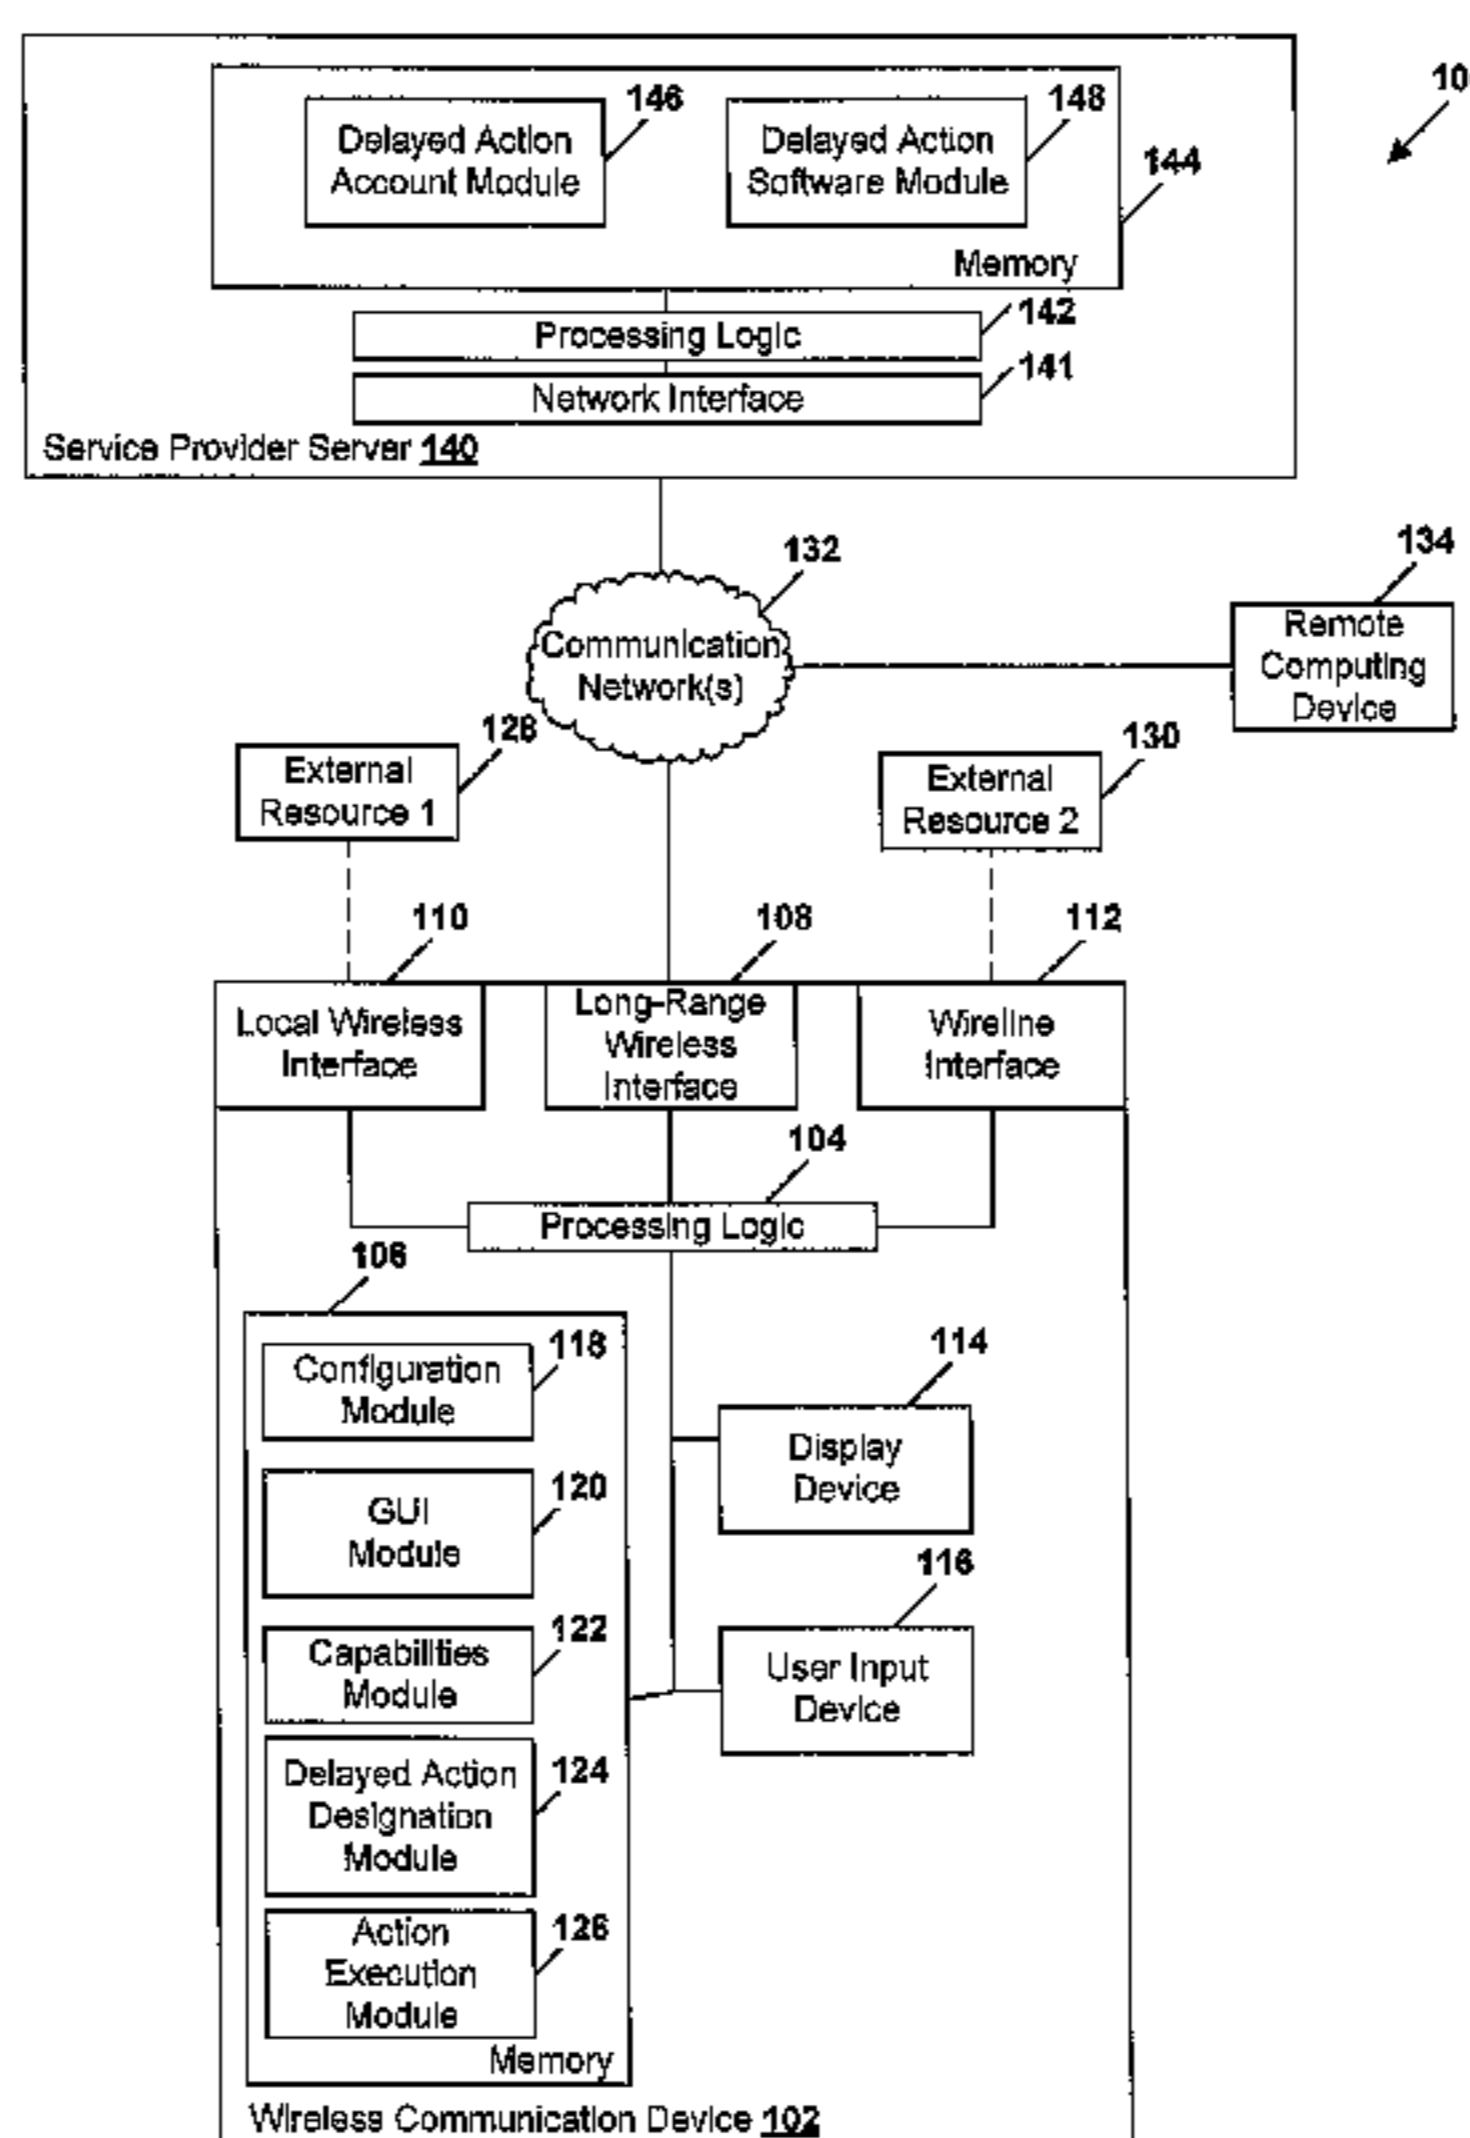 10
146
148
Delayed Action
Account Module
Delayed Action
Software Module
144
Memory
142
Processing Logic
141
Network Interface
Service Provider Server 140
132
134
Communication
Network(s)
Remote
Computing
Device
128
External
Resource 1
130
External
Resource 2
110
108
112
Local Wireless
Interface
Long-Range
Wireless
Interface
Wireline
Interface
104
Processing Logic
106
118
Configuration
Module
114
Display
Device
120
GUI
Module
116
User Input
Device
122
Capabilities
Module
124
Delayed Action
Designation
Module
126
Action
Execution
Module
Memory
Wireless Communication Device 102